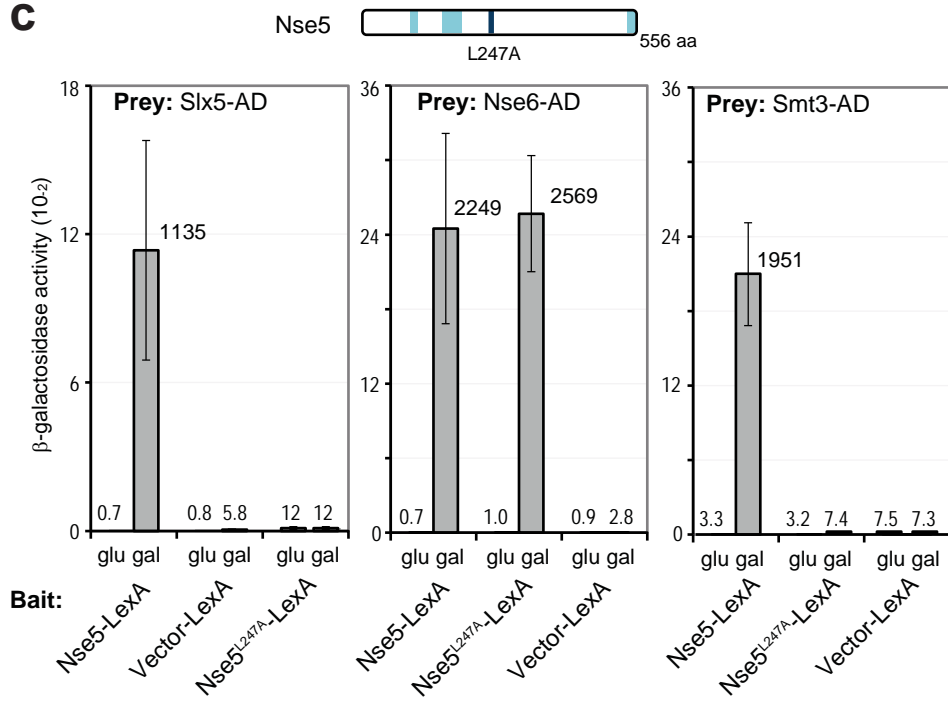 C
Nse5
L247A
556 aa
β-galactosidase activity (10-2)
Prey: Slx5-AD
18
12
6
0
0.7
1135
0.8
5.8
12
12
glu gal
glu gal
glu gal
Prey: Nse6-AD
36
24
12
0
0.7
2249
1.0
2569
0.9
2.8
glu gal
glu gal
glu gal
Prey: Smt3-AD
36
24
12
0
3.3
1951
3.2
7.4
7.5
7.3
glu gal
glu gal
glu gal
Bait:
Nse5-LexA
Vector-LexA
Nse5L247A-LexA
Nse5-LexA
Nse5L247A-LexA
Vector-LexA
Nse5-LexA
Nse5L247A-LexA
Vector-LexA